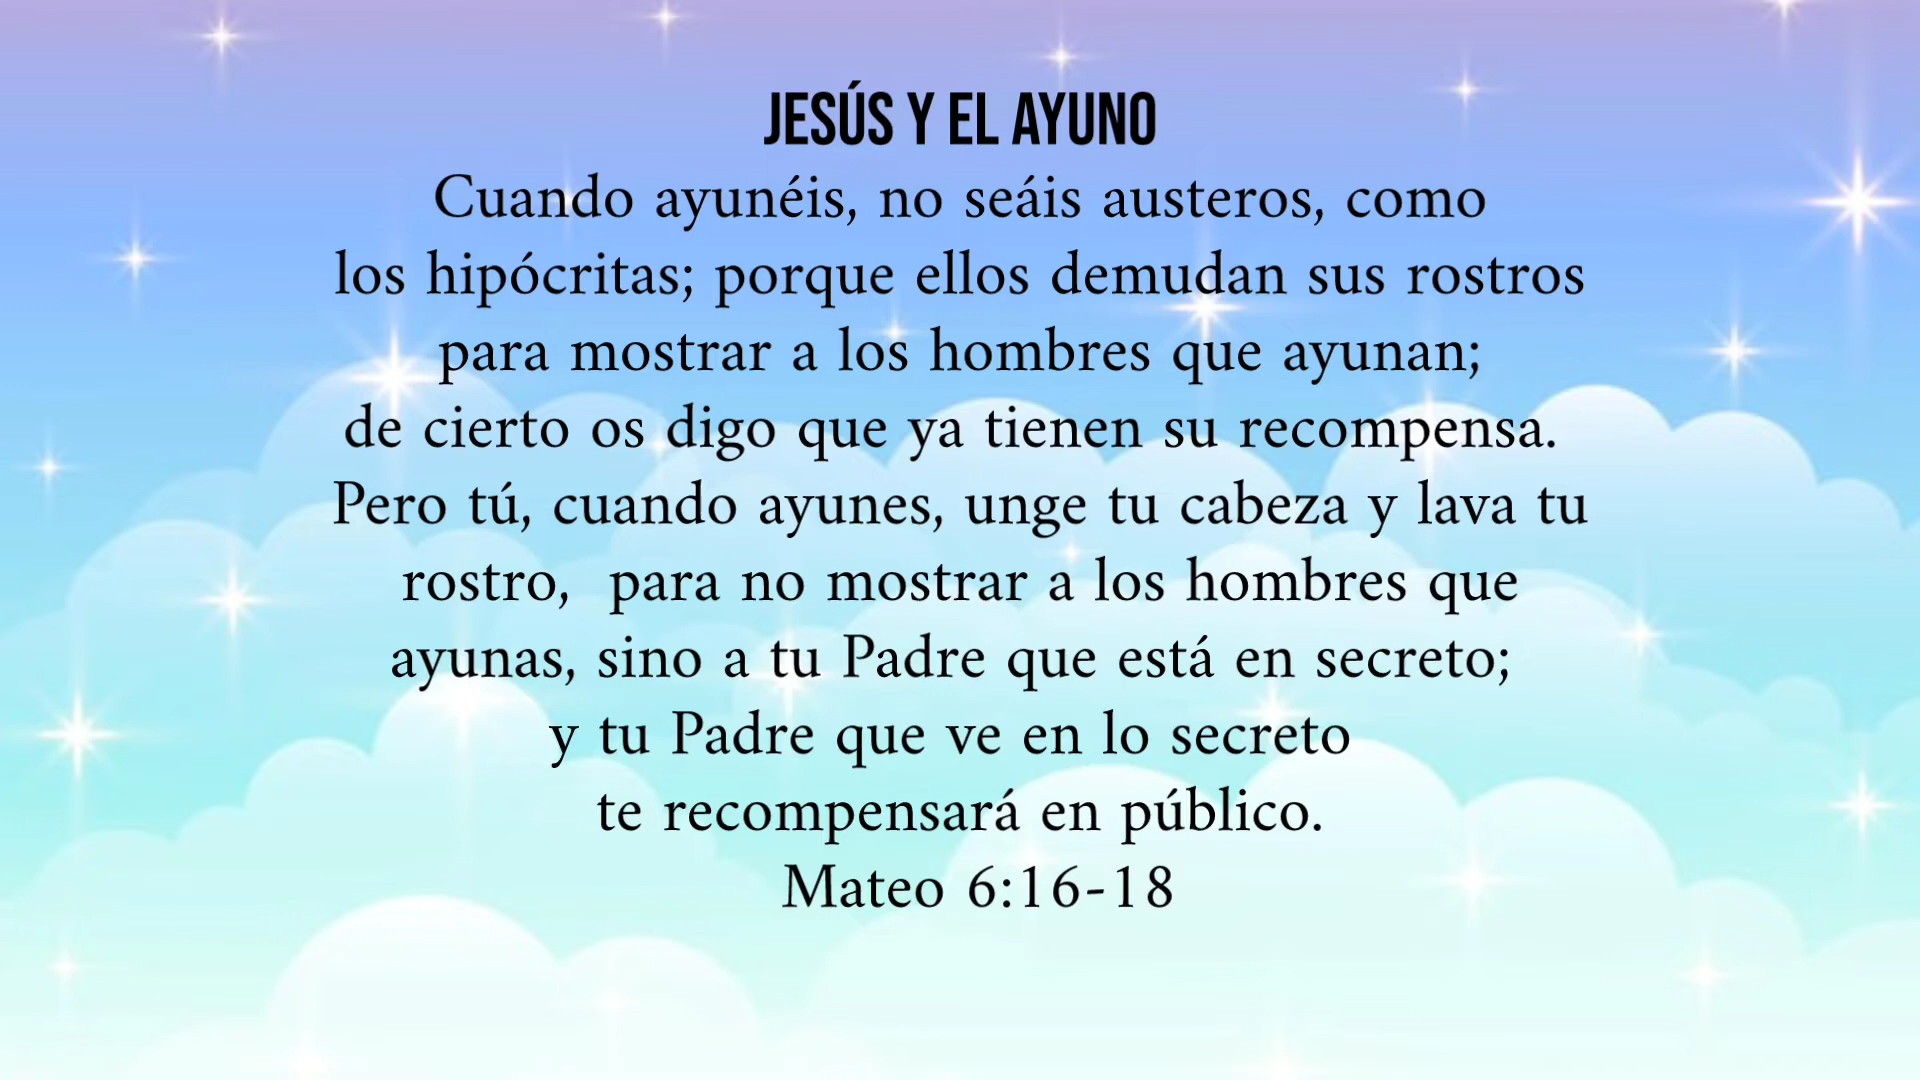 JESÚS Y EL AYUNO
Cuando ayunéis, no seáis austeros, como
los hipócritas; porque ellos demudan sus rostros
para mostrar a los hombres que ayunan;
de cierto os digo que ya tienen su recompensa.
Pero tú, cuando ayunes, unge tu cabeza y lava tu
rostro,  para no mostrar a los hombres que
ayunas, sino a tu Padre que está en secreto;
y tu Padre que ve en lo secreto
te recompensará en público.
Mateo 6:16-18